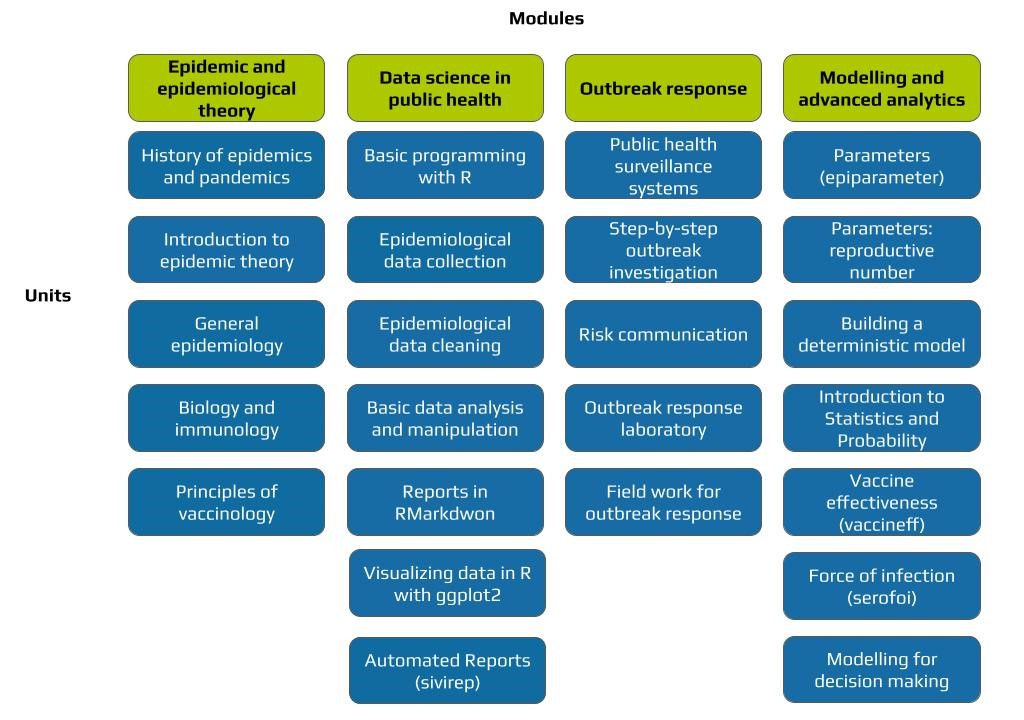 Modules
Epidemic and
epidemiological
theory
Data science in
public health
Outbreak response
Modelling and
advanced analytics
Units
History of epidemics
and pandemics
Introduction to
epidemic theory
General
epidemiology
Biology and
immunology
Principles of
vaccinology
Basic programming
with R
Epidemiological
data collection
Epidemiological
data cleaning
Basic data analysis
and manipulation
Reports in
RMarkdwon
Visualizing data in R
with ggplot2
Automated Reports
(sivirep)
Public health
surveillance
systems
Step-by-step
outbreak
investigation
Risk communication
Outbreak response
laboratory
Field work for
outbreak response
Parameters
(epiparameter)
Parameters:
reproductive
number
Building a
deterministic model
Introduction to
Statistics and
Probability
Vaccine
effectiveness
(vaccineff)
Force of infection
(serofoi)
Modelling for
decision making